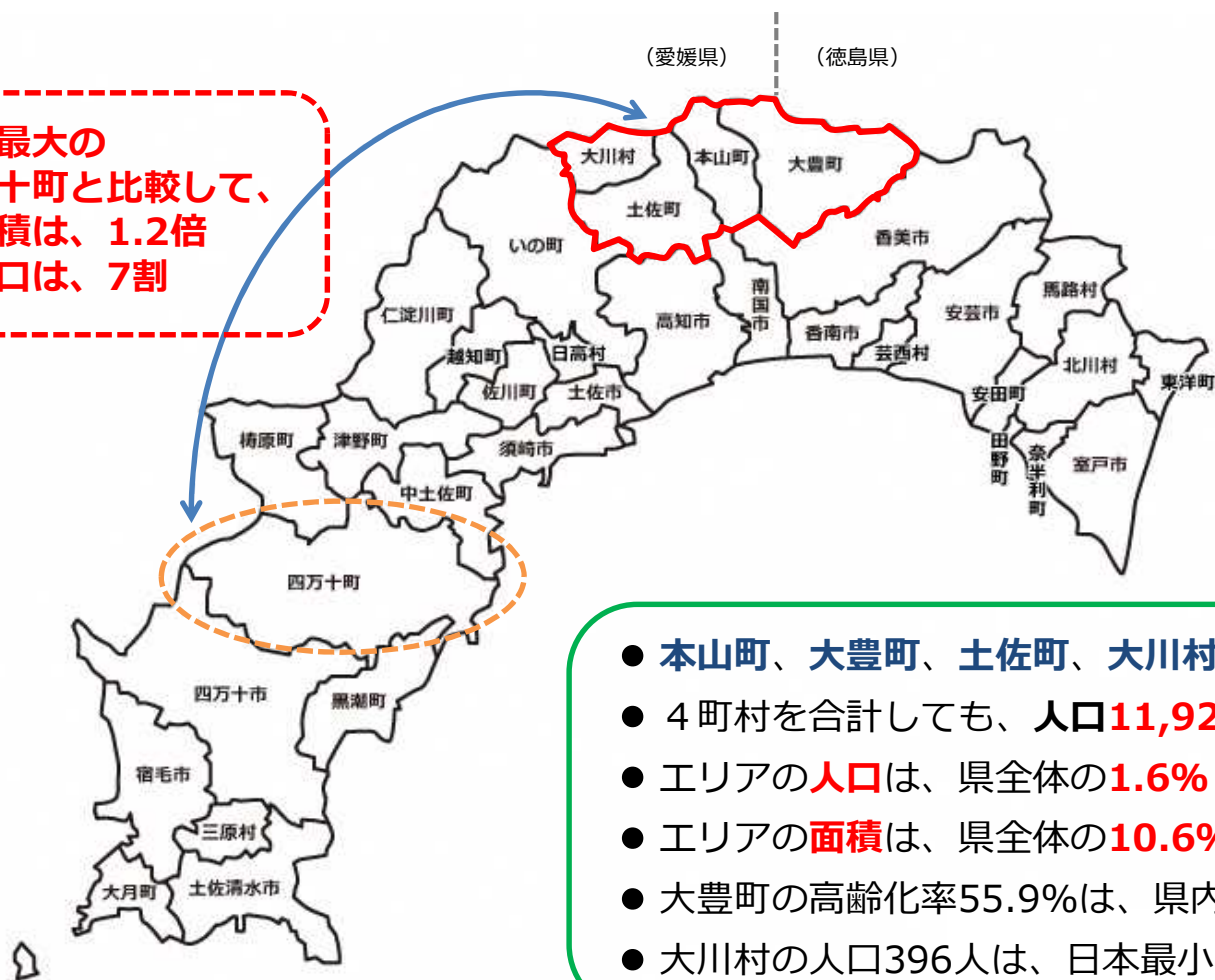 （愛媛県）
（徳島県）
最大の
十町と比較して、
積は、1.2倍
口は、7割
大川村
本山町
大豊町
土佐町
いの町
香美市
仁淀川町
高知市
南国市
香南市
芸西村
安芸市
馬路村
北川村
東洋町
越知町
日高村
佐川町
土佐市
安田町
田野町
奈半利町
室戸市
梼原町
津野町
須崎市
中土佐町
四万十町
四万十市
黒潮町
宿毛市
三原村
大月町
土佐清水市
● 本山町、大豊町、土佐町、大川村
● ４町村を合計しても、人口11,92
● エリアの人口は、県全体の1.6%
● エリアの面積は、県全体の10.6%
● 大豊町の高齢化率55.9%は、県内
● 大川村の人口396人は、日本最小